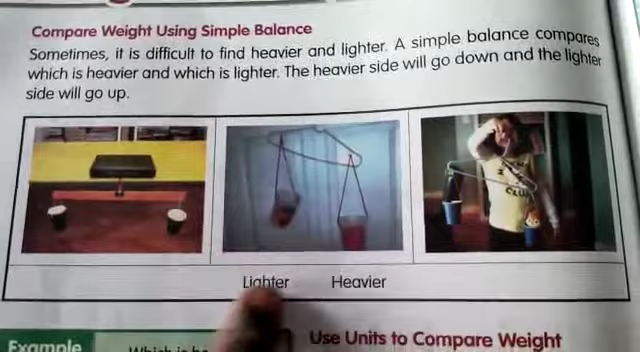 Compare Weight Using Simple Balance
Sometimes, it is difficult to find heavier and lighter. A simple balance compares
which is heavier and which is lighter. The heavier side will go down and the lighter
side will go up.
Lighter Heavier
Example
Which is
Use Units to Compare Weight